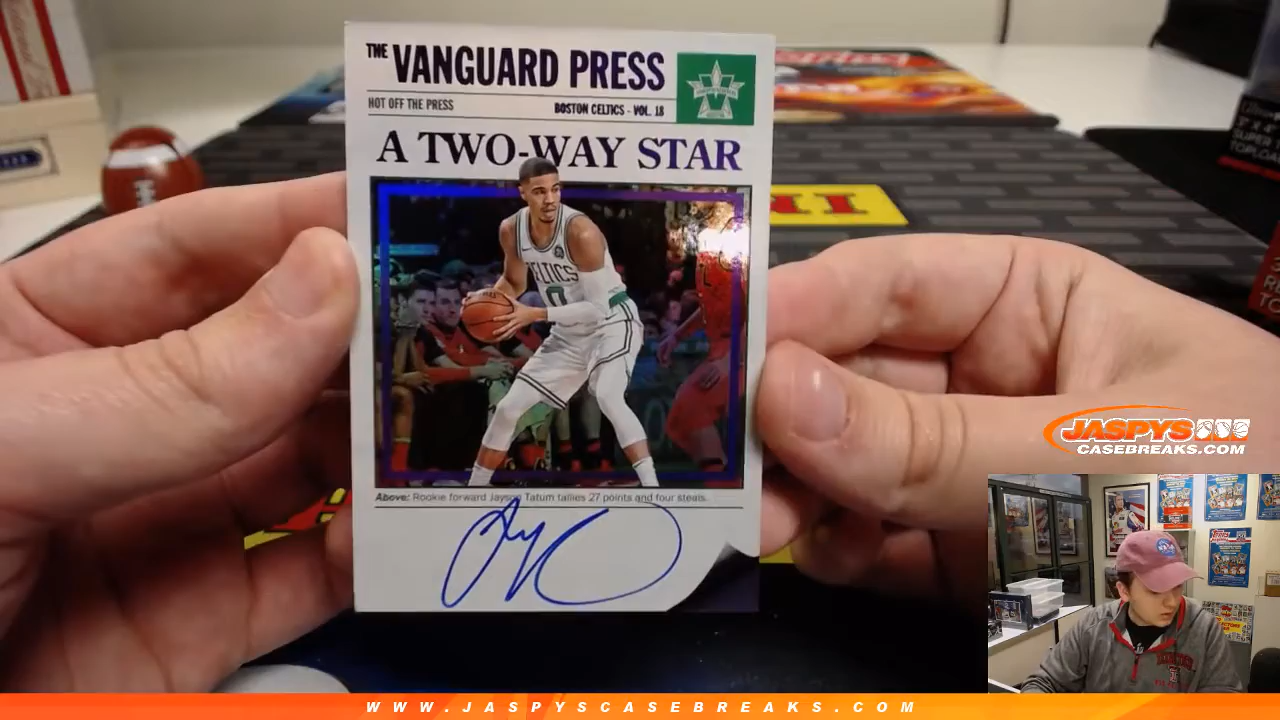 THE VANGUARD PRESS
HOT OFF THE PRESS
BOSTON CELTICS - VOL. 18
A TWO-WAY STAR
CELTICS
0
Above: Rookie forward Jayson Tatum tallies 27 points and four steals.
JASPYS
CASEBREAKS.COM
WWW.JASPYSCASEBREAKS.COM